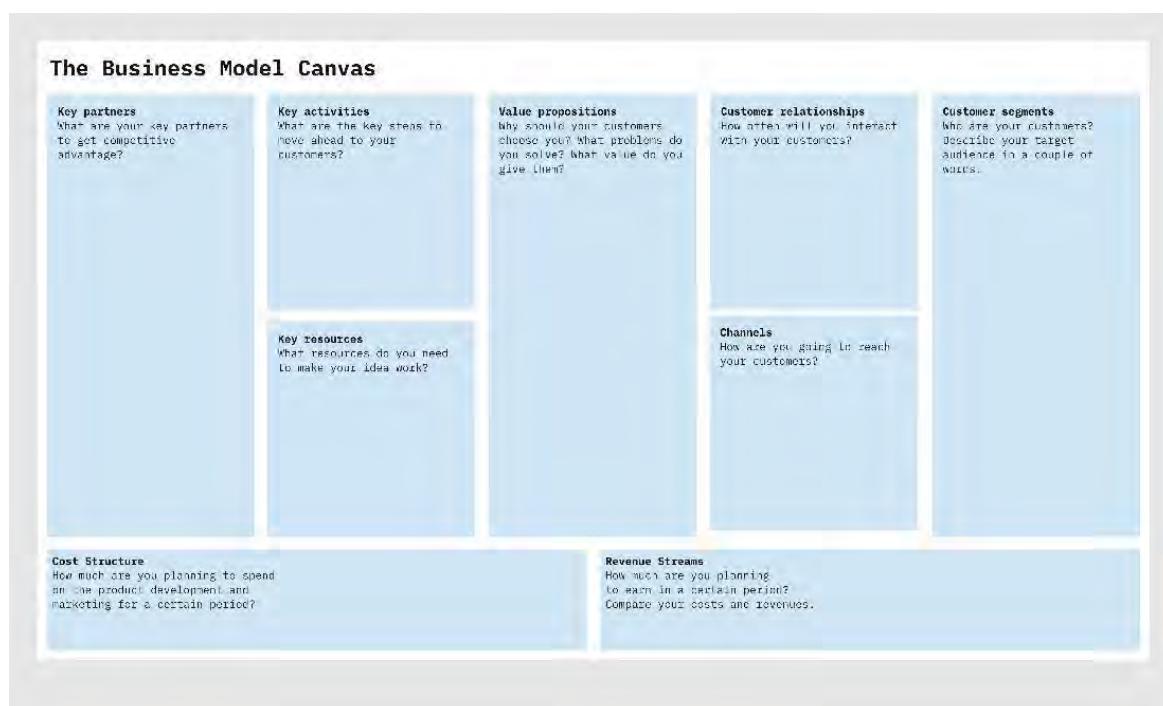 The Business Model Canvas
Key partners
What are your key partners
to get competitive
advantage?
Key activities
What are the key steps to
move ahead to your
customers?
Key resources
What resources do you need
to make your idea work?
Value propositions
Why should your customers
choose you? What problems do
you solve? What value do you
give them?
Customer relationships
How often will you interact
with your customers?
Channels
How are you going to reach
your customers?
Customer segments
Who are your customers?
Describe your target
audience in a couple of
words.
Cost Structure
How much are you planning to spend
on the product development and
marketing for a certain period?
Revenue Streams
How much are you planning
to earn in a certain period?
Compare your costs and revenues.